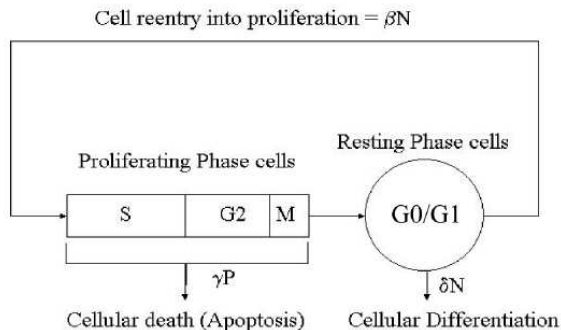 Cell reentry into proliferation = βN
Resting Phase cells
Proliferating Phase cells
S G2 M G0/G1
γP δN
Cellular death (Apoptosis) Cellular Differentiation